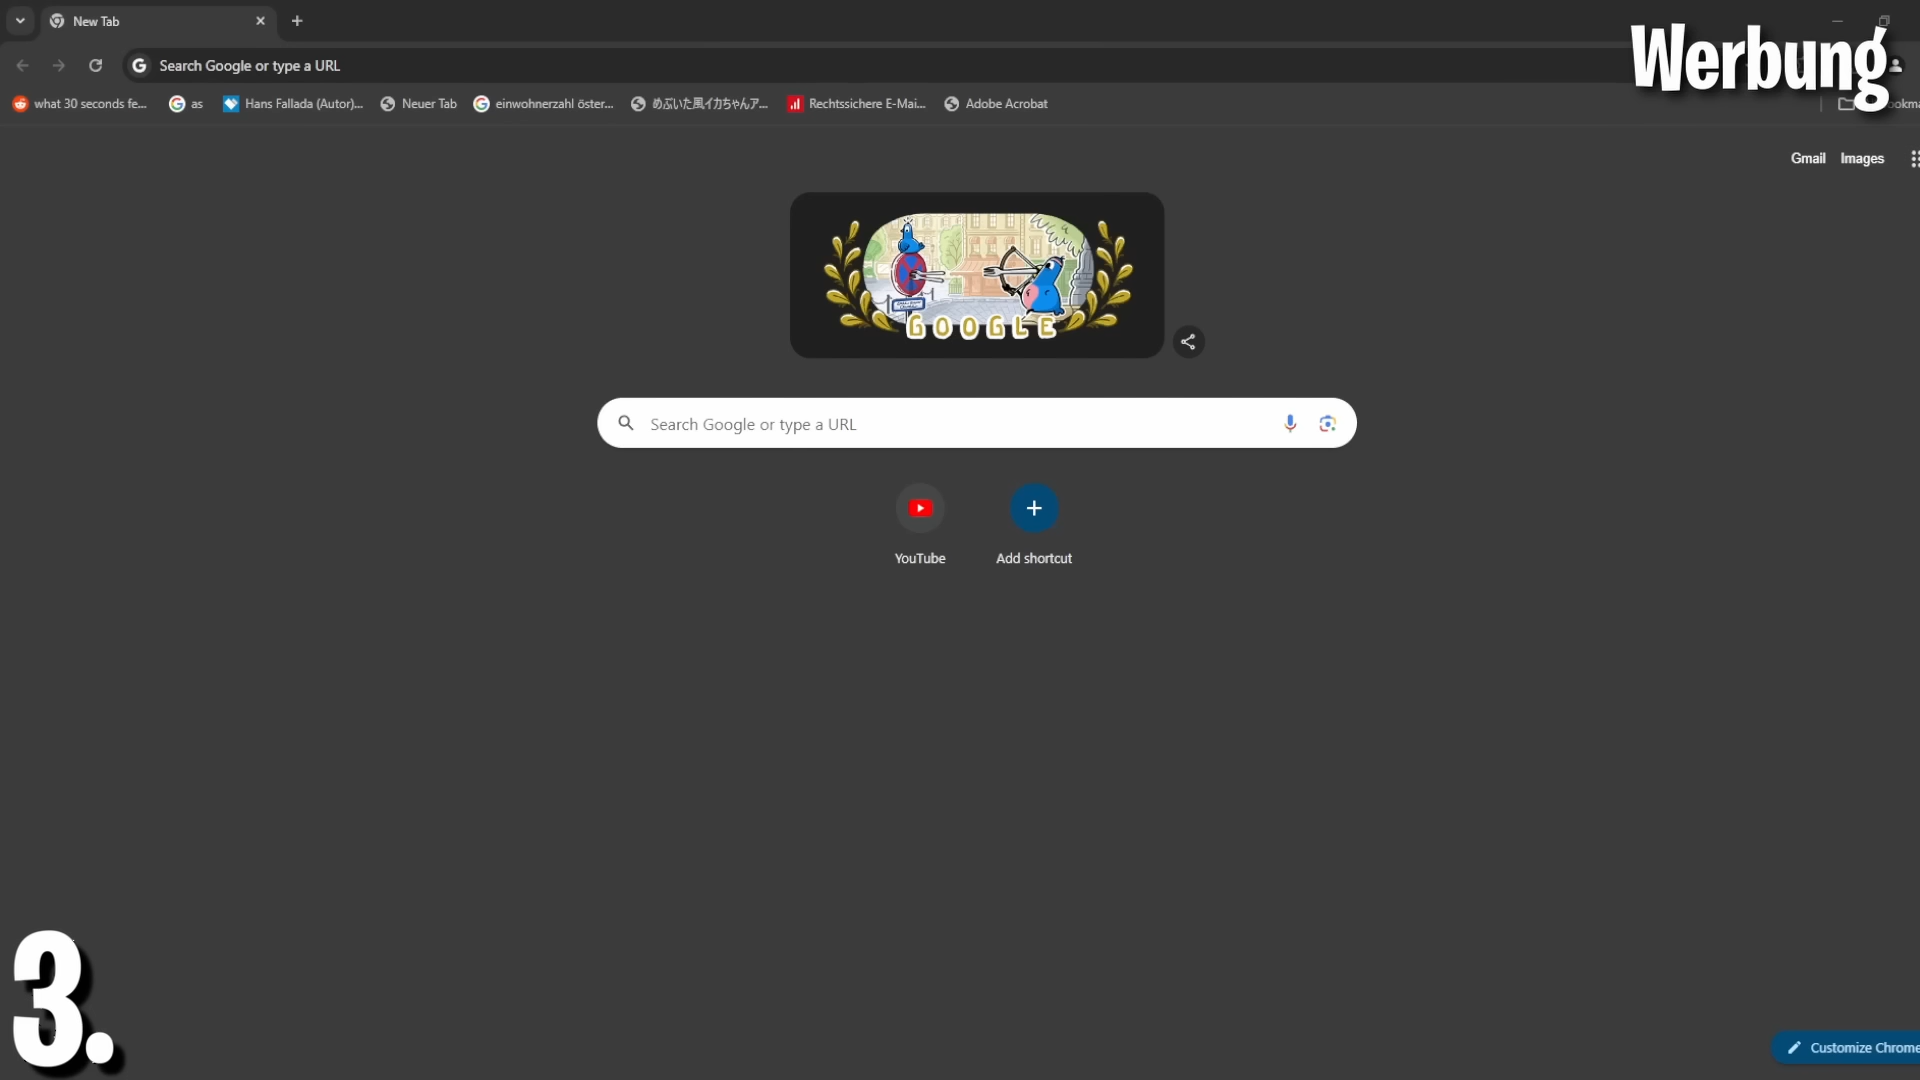 New Tab
Werbung
Search Google or type a URL
what 30 seconds fe...
as
Hans Fallada (Autor)...
Neuer Tab
einwohnerzahl öster...
めぶいた風イカちゃんア...
Rechtssichere E-Mai...
Adobe Acrobat
Gmail
Images
GOOGLE
Search Google or type a URL
YouTube
Add shortcut
3.
Customize Chrome